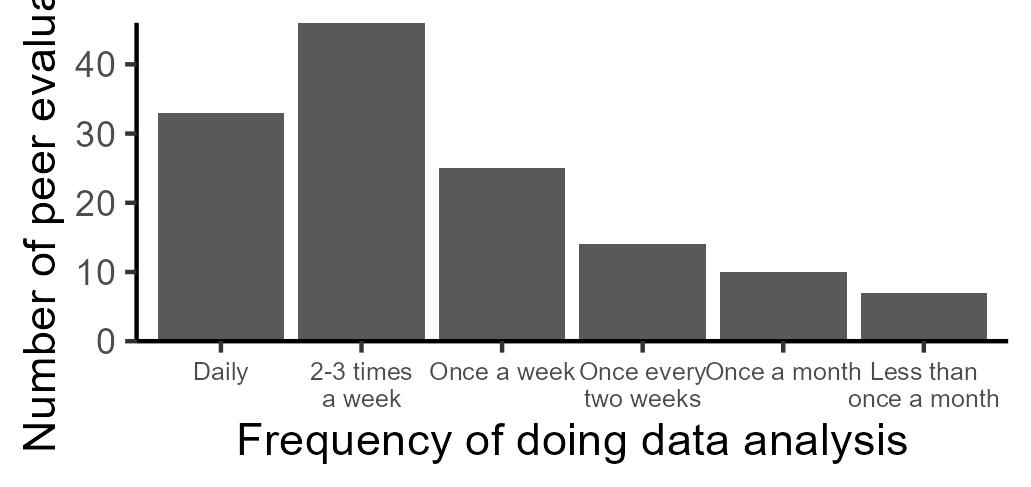 Number of peer
40
30
20
10
0
Daily
2-3 times
a week
Once a week
Once every
two weeks
Once a month
Less than
once a month
Frequency of doing data analysis